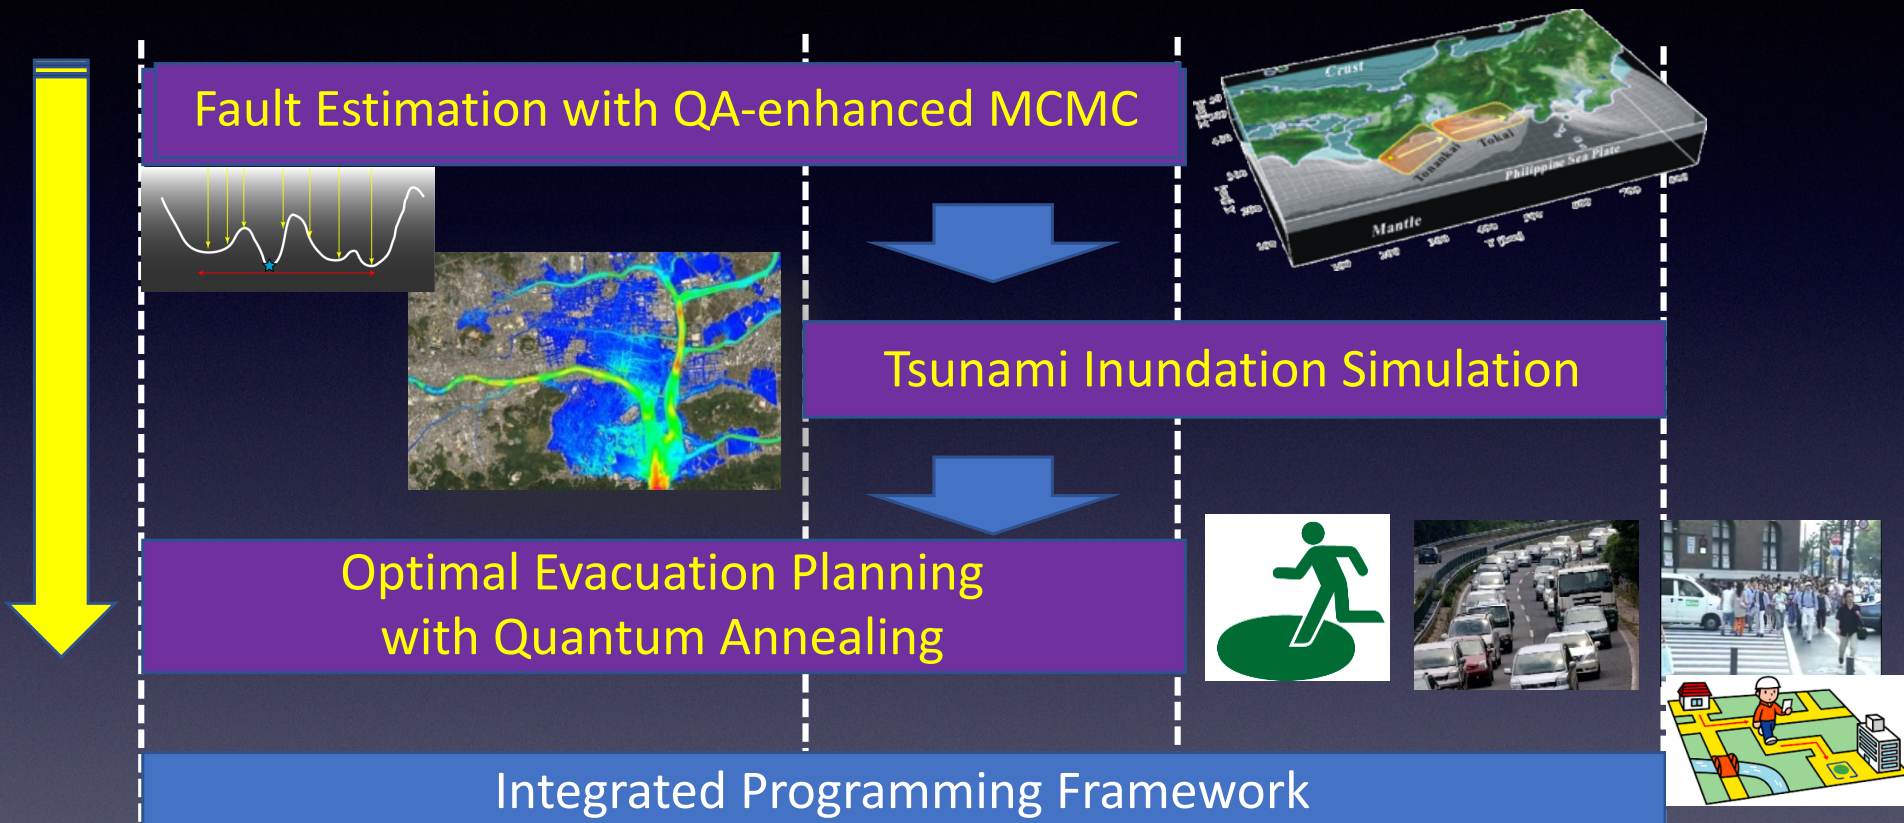 Fault Estimation with QA-enhanced MCMC
Crust
Tonankai
Tokai
Philippine Sea Plate
Mantle
Tsunami Inundation Simulation
Optimal Evacuation Planning
with Quantum Annealing
Integrated Programming Framework